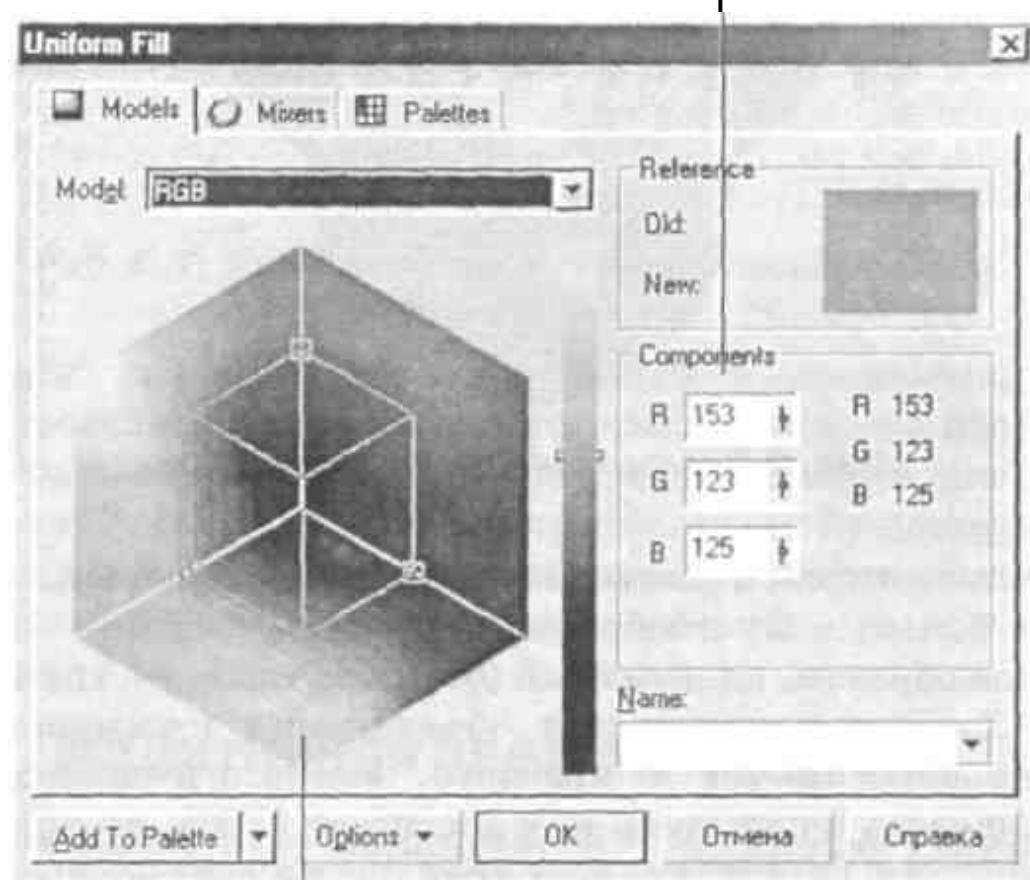 Uniform Fill
Models Mixers Palettes
Model: RGB
Reference
Old:
New:
Components
R 153 R 153
G 123 G 123
B 125 B 125
Name:
Add To Palette Options OK Отмена Справка